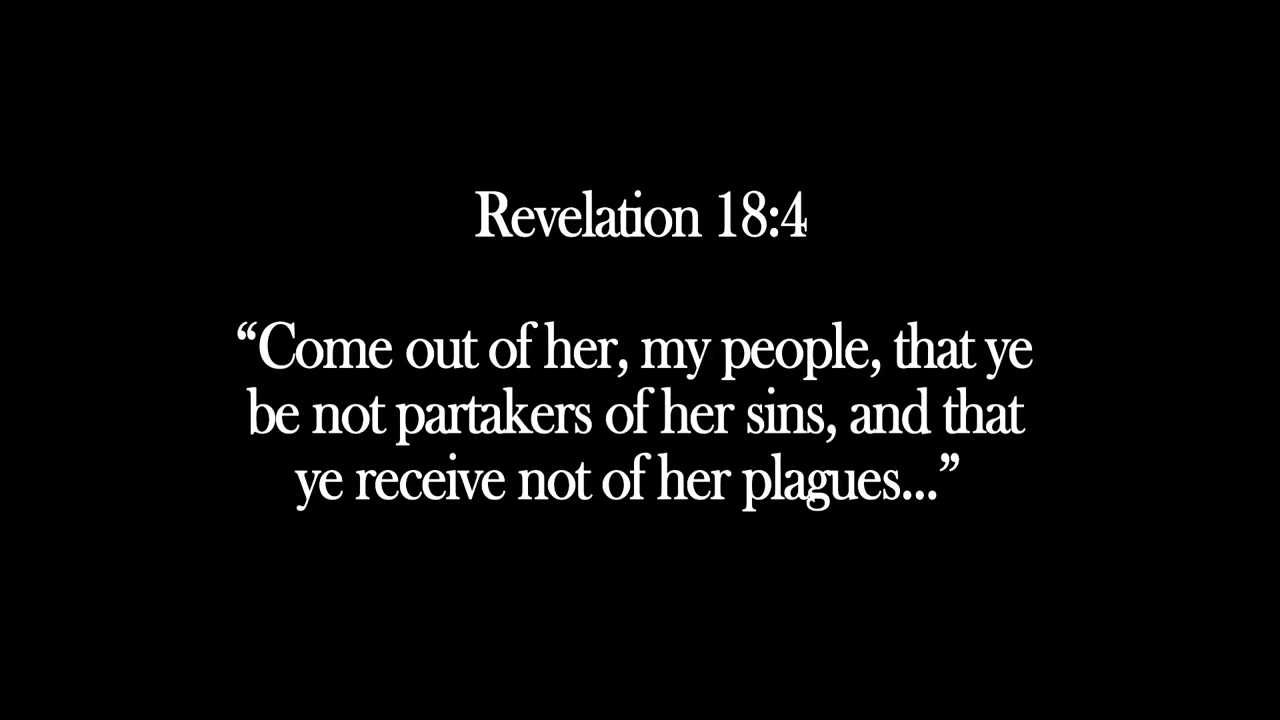 Revelation 18:4
“Come out of her, my people, that ye
be not partakers of her sins, and that
ye receive not of her plagues...”